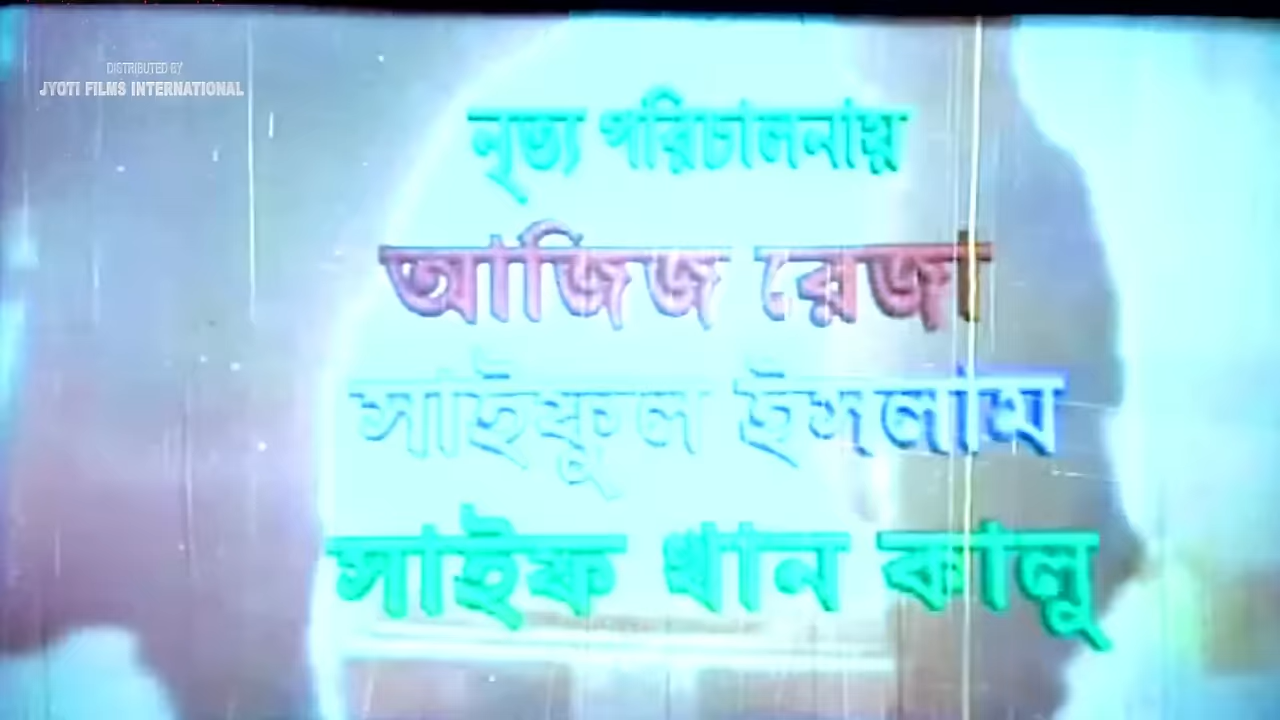 DISTRIBUTED BY
JYOTI FILMS INTERNATIONAL
নৃত্য পরিচালনায়
আজিজ রেজা
সাইফুল ইসলাম
সাইফ খান কালু